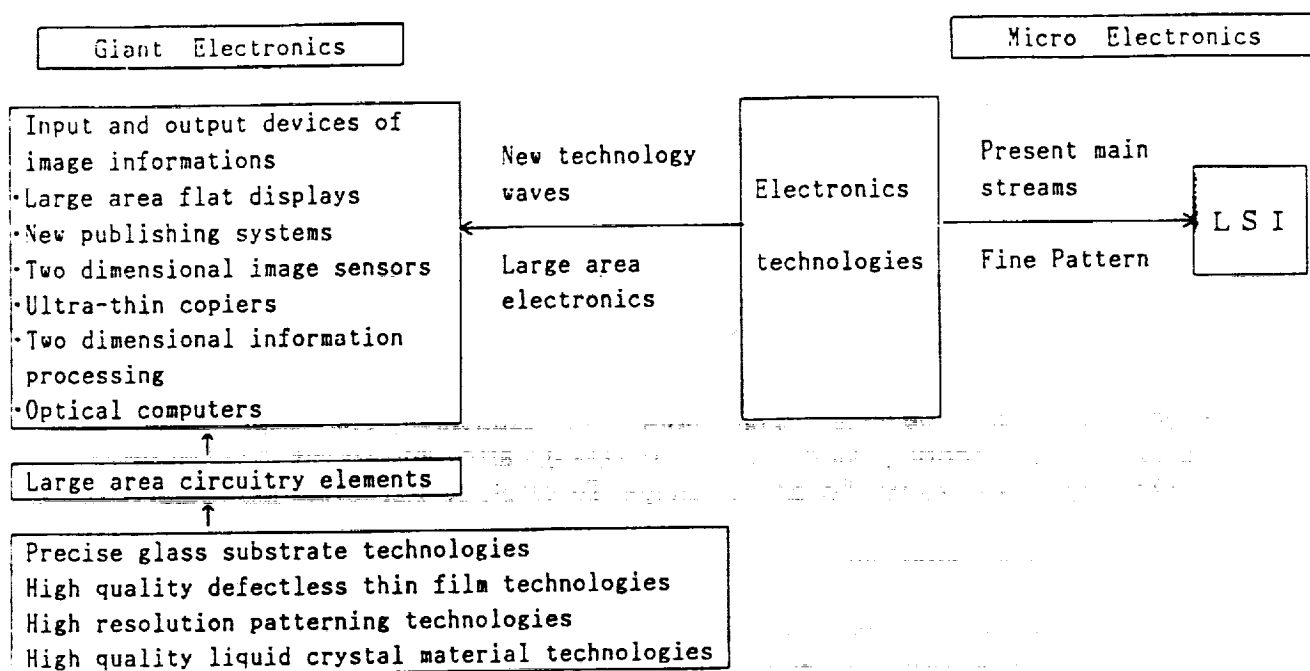 Giant Electronics
Micro Electronics
Input and output devices of
image informations
・Large area flat displays
・New publishing systems
・Two dimensional image sensors
・Ultra-thin copiers
・Two dimensional information
processing
・Optical computers
New technology
waves
Large area
electronics
Electronics
technologies
Present main
streams
Fine Pattern
LSI
Large area circuitry elements
Precise glass substrate technologies
High quality defectless thin film technologies
High resolution patterning technologies
High quality liquid crystal material technologies